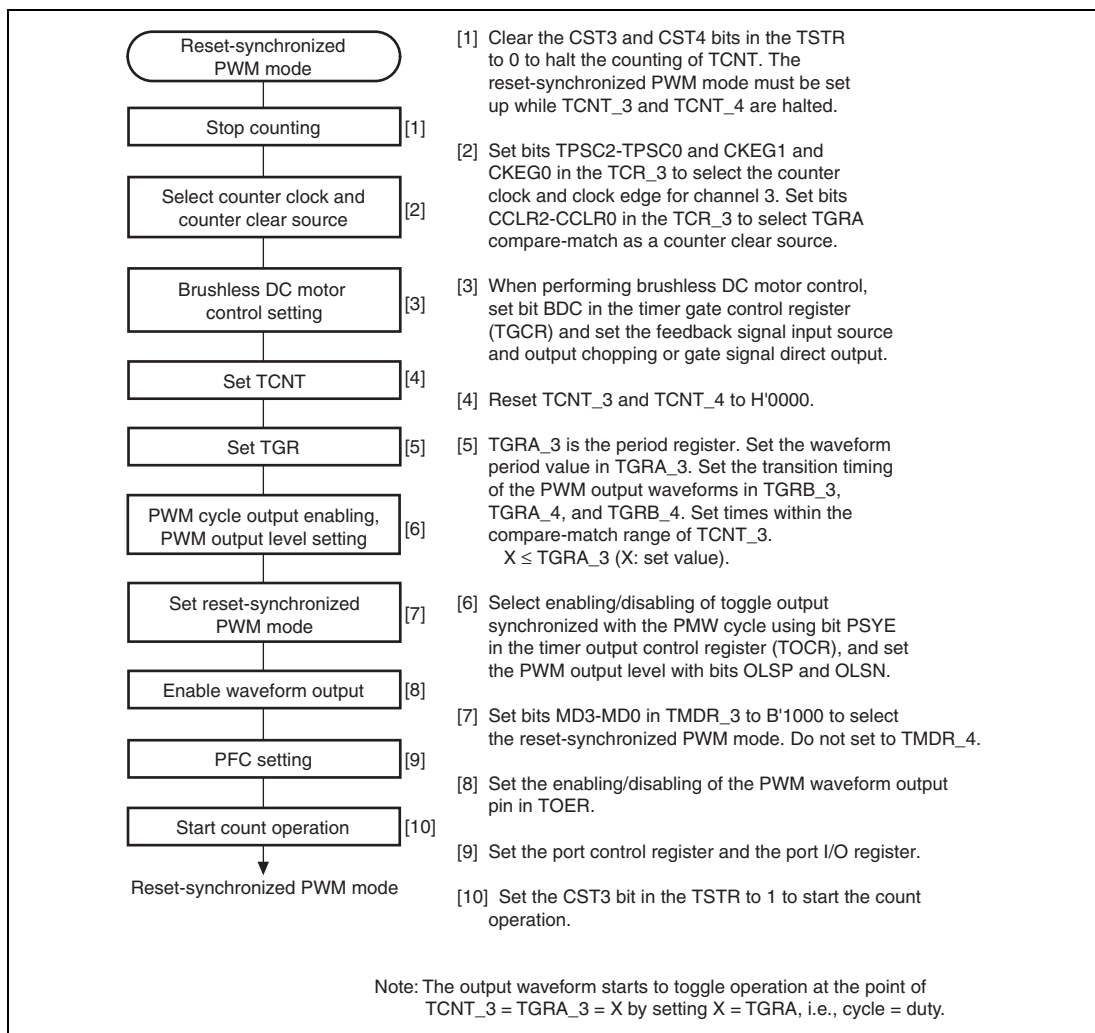 Reset-synchronized
PWM mode
Stop counting
[1]
Select counter clock and
counter clear source
[2]
Brushless DC motor
control setting
[3]
Set TCNT
[4]
Set TGR
[5]
PWM cycle output enabling,
PWM output level setting
[6]
Set reset-synchronized
PWM mode
[7]
Enable waveform output
[8]
PFC setting
[9]
Start count operation
[10]
Reset-synchronized PWM mode
[1] Clear the CST3 and CST4 bits in the TSTR
to 0 to halt the counting of TCNT. The
reset-synchronized PWM mode must be set
up while TCNT_3 and TCNT_4 are halted.
[2] Set bits TPSC2-TPSC0 and CKEG1 and
CKEG0 in the TCR_3 to select the counter
clock and clock edge for channel 3. Set bits
CCLR2-CCLR0 in the TCR_3 to select TGRA
compare-match as a counter clear source.
[3] When performing brushless DC motor control,
set bit BDC in the timer gate control register
(TGCR) and set the feedback signal input source
and output chopping or gate signal direct output.
[4] Reset TCNT_3 and TCNT_4 to H'0000.
[5] TGRA_3 is the period register. Set the waveform
period value in TGRA_3. Set the transition timing
of the PWM output waveforms in TGRB_3,
TGRA_4, and TGRB_4. Set times within the
compare-match range of TCNT_3.
X ≤ TGRA_3 (X: set value).
[6] Select enabling/disabling of toggle output
synchronized with the PMW cycle using bit PSYE
in the timer output control register (TOCR), and set
the PWM output level with bits OLSP and OLSN.
[7] Set bits MD3-MD0 in TMDR_3 to B'1000 to select
the reset-synchronized PWM mode. Do not set to TMDR_4.
[8] Set the enabling/disabling of the PWM waveform output
pin in TOER.
[9] Set the port control register and the port I/O register.
[10] Set the CST3 bit in the TSTR to 1 to start the count
operation.
Note: The output waveform starts to toggle operation at the point of
TCNT_3 = TGRA_3 = X by setting X = TGRA, i.e., cycle = duty.